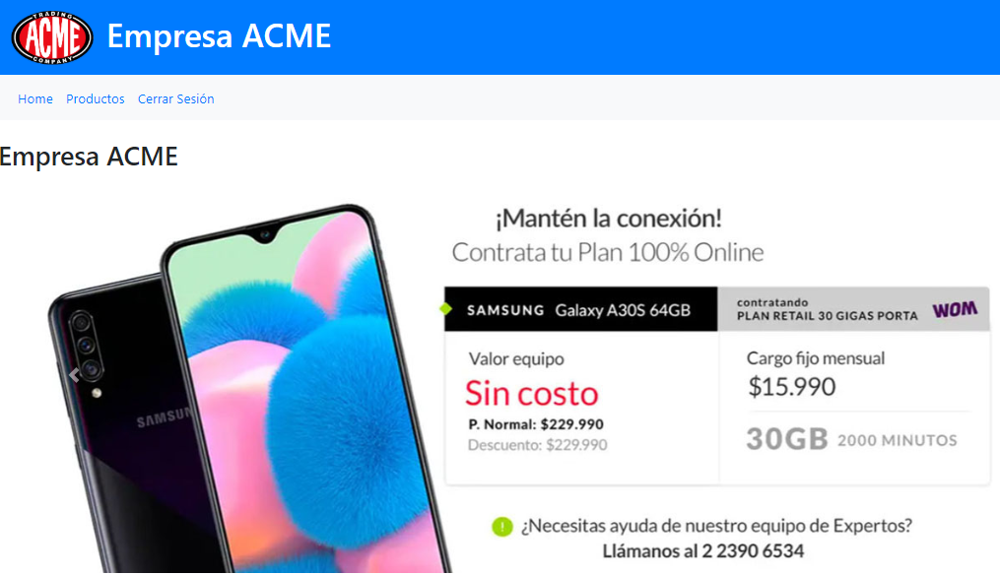 TRADING
ACME
COMPANY
Empresa ACME
Home Productos Cerrar Sesión
Empresa ACME
¡Mantén la conexión!
Contrata tu Plan 100% Online
SAMSUNG Galaxy A30S 64GB
contratando
PLAN RETAIL 30 GIGAS PORTA
WOM
Valor equipo
Sin costo
P. Normal: $229.990
Descuento: $229.990
Cargo fijo mensual
$15.990
30GB 2000 MINUTOS
SAMSUN
¿Necesitas ayuda de nuestro equipo de Expertos?
Llámanos al 2 2390 6534